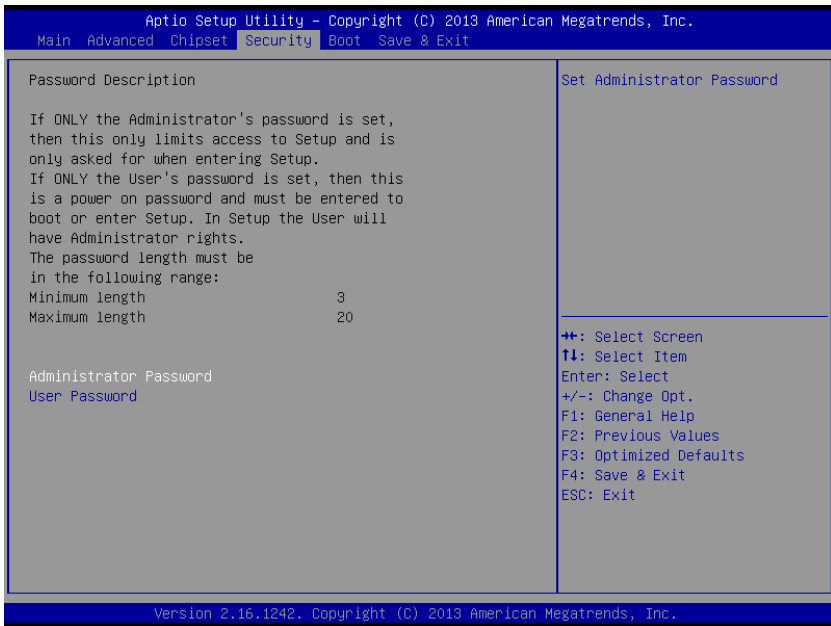 Aptio Setup Utility – Copyright (C) 2013 American Megatrends, Inc.
Main Advanced Chipset Security Boot Save & Exit
Password Description
If ONLY the Administrator's password is set,
then this only limits access to Setup and is
only asked for when entering Setup.
If ONLY the User's password is set, then this
is a power on password and must be entered to
boot or enter Setup. In Setup the User will
have Administrator rights.
The password length must be
in the following range:
Minimum length 3
Maximum length 20
Administrator Password
User Password
Set Administrator Password
→←: Select Screen
↑↓: Select Item
Enter: Select
+/-: Change Opt.
F1: General Help
F2: Previous Values
F3: Optimized Defaults
F4: Save & Exit
ESC: Exit
Version 2.16.1242. Copyright (C) 2013 American Megatrends, Inc.